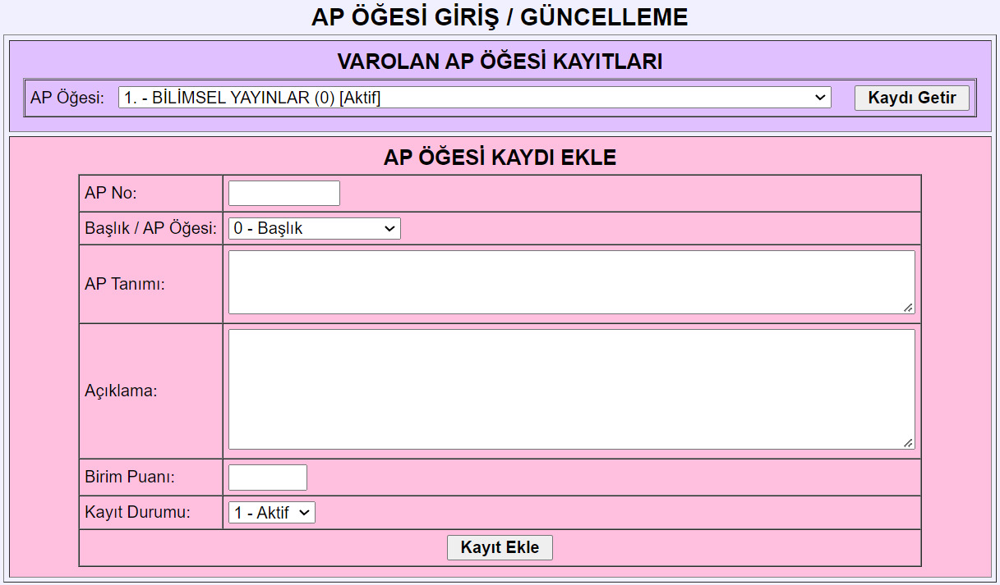 AP ÖĞESİ GİRİŞ / GÜNCELLEME
VAROLAN AP ÖĞESİ KAYITLARI
AP Öğesi: 1. - BİLİMSEL YAYINLAR (0) [Aktif] Kaydı Getir
AP ÖĞESİ KAYDI EKLE
AP No:
Başlık / AP Öğesi: 0 - Başlık
AP Tanımı:
Açıklama:
Birim Puanı:
Kayıt Durumu: 1 - Aktif
Kayıt Ekle